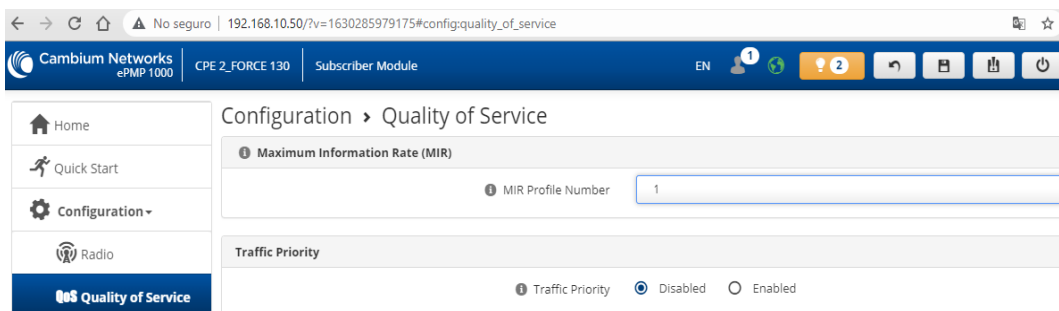 No seguro | 192.168.10.50/?v=1630285979175#config:quality_of_service
Cambium Networks
ePMP 1000
CPE 2_FORCE 130
Subscriber Module
EN
1
2
Home
Quick Start
Configuration
Radio
QoS Quality of Service
Configuration > Quality of Service
Maximum Information Rate (MIR)
MIR Profile Number
1
Traffic Priority
Traffic Priority
Disabled
Enabled